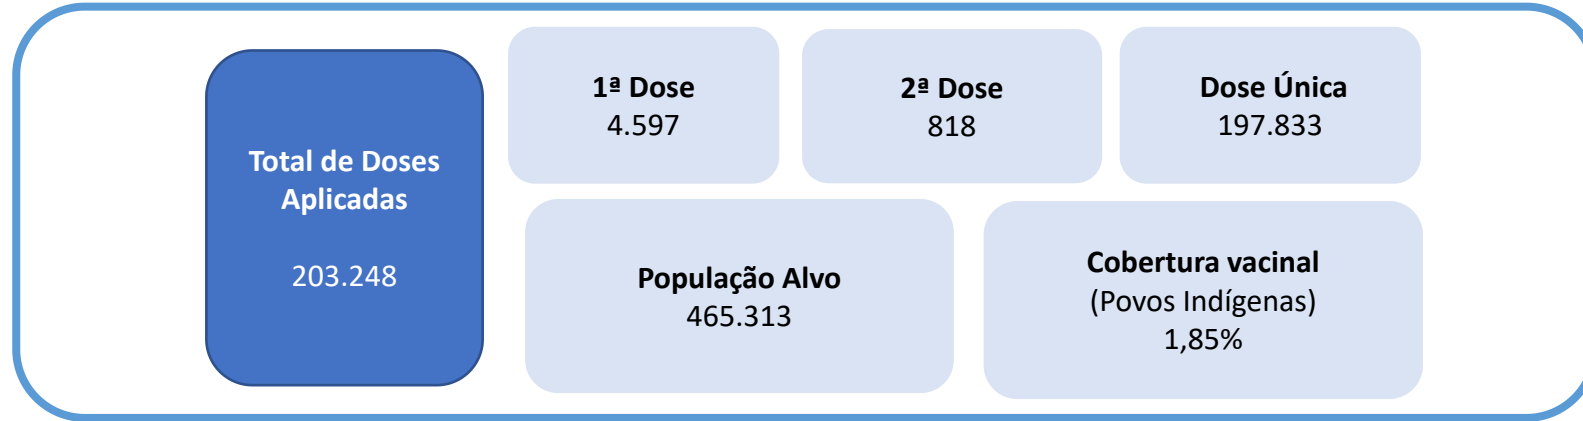 Total de Doses
Aplicadas
203.248
1ª Dose
4.597
2ª Dose
818
Dose Única
197.833
População Alvo
465.313
Cobertura vacinal
(Povos Indígenas)
1,85%